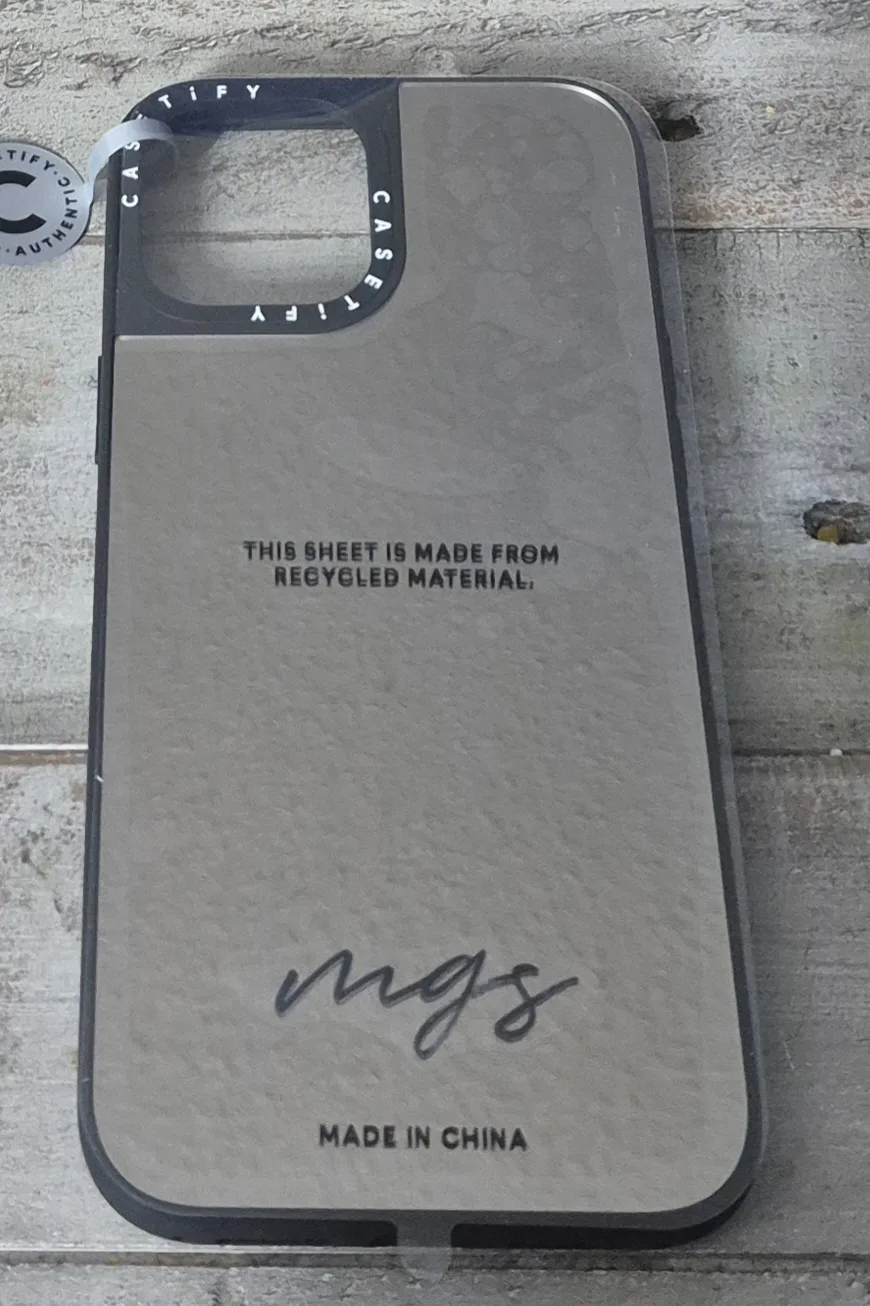 CASETiFY
CASETiFY
C
AUTHENTIC
THIS SHEET IS MADE FROM
RECYCLED MATERIAL.
mgs
MADE IN CHINA